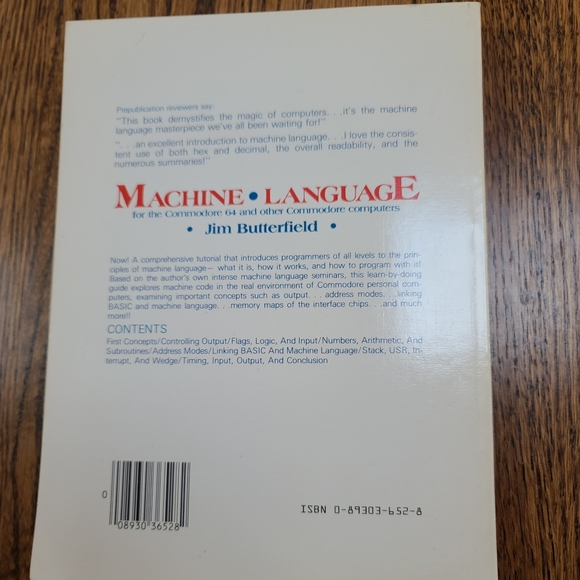 Prepublication reviewers say:
"This book demystifies the magic of computers. . .it's the machine
language masterpiece we've all been waiting for!"
". . .an excellent introduction to machine language. . .I love the consis-
tent use of both hex and decimal, the overall readability, and the
numerous summaries!"
MACHINE • LANGUAGE
for the Commodore 64 and other Commodore computers
• Jim Butterfield •
Now! A comprehensive tutorial that introduces programmers of all levels to the prin-
ciples of machine language— what it is, how it works, and how to program with it!
Based on the author's own intense machine language seminars, this learn-by-doing
guide explores machine code in the real environment of Commodore personal com-
puters, examining important concepts such as output. . .address modes. . .linking
BASIC and machine language. . .memory maps of the interface chips. . .and much
more!!
CONTENTS
First Concepts/Controlling Output/Flags, Logic, And Input/Numbers, Arithmetic, And
Subroutines/Address Modes/Linking BASIC And Machine Language/Stack, USR, In-
terrupt, And Wedge/Timing, Input, Output, And Conclusion
0
08930 36528
ISBN 0-89303-652-8